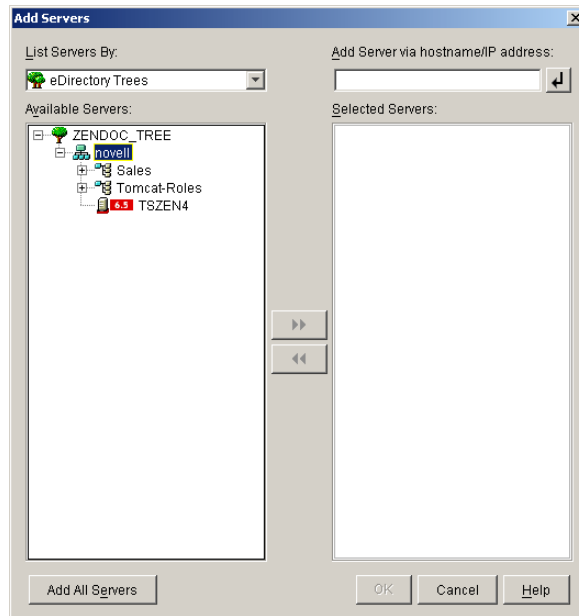 Add Servers
List Servers By:
Add Server via hostname/IP address:
eDirectory Trees
Available Servers:
Selected Servers:
ZENDOC_TREE
novell
Sales
Tomcat-Roles
6.5 TSZEN4
Add All Servers
OK
Cancel
Help